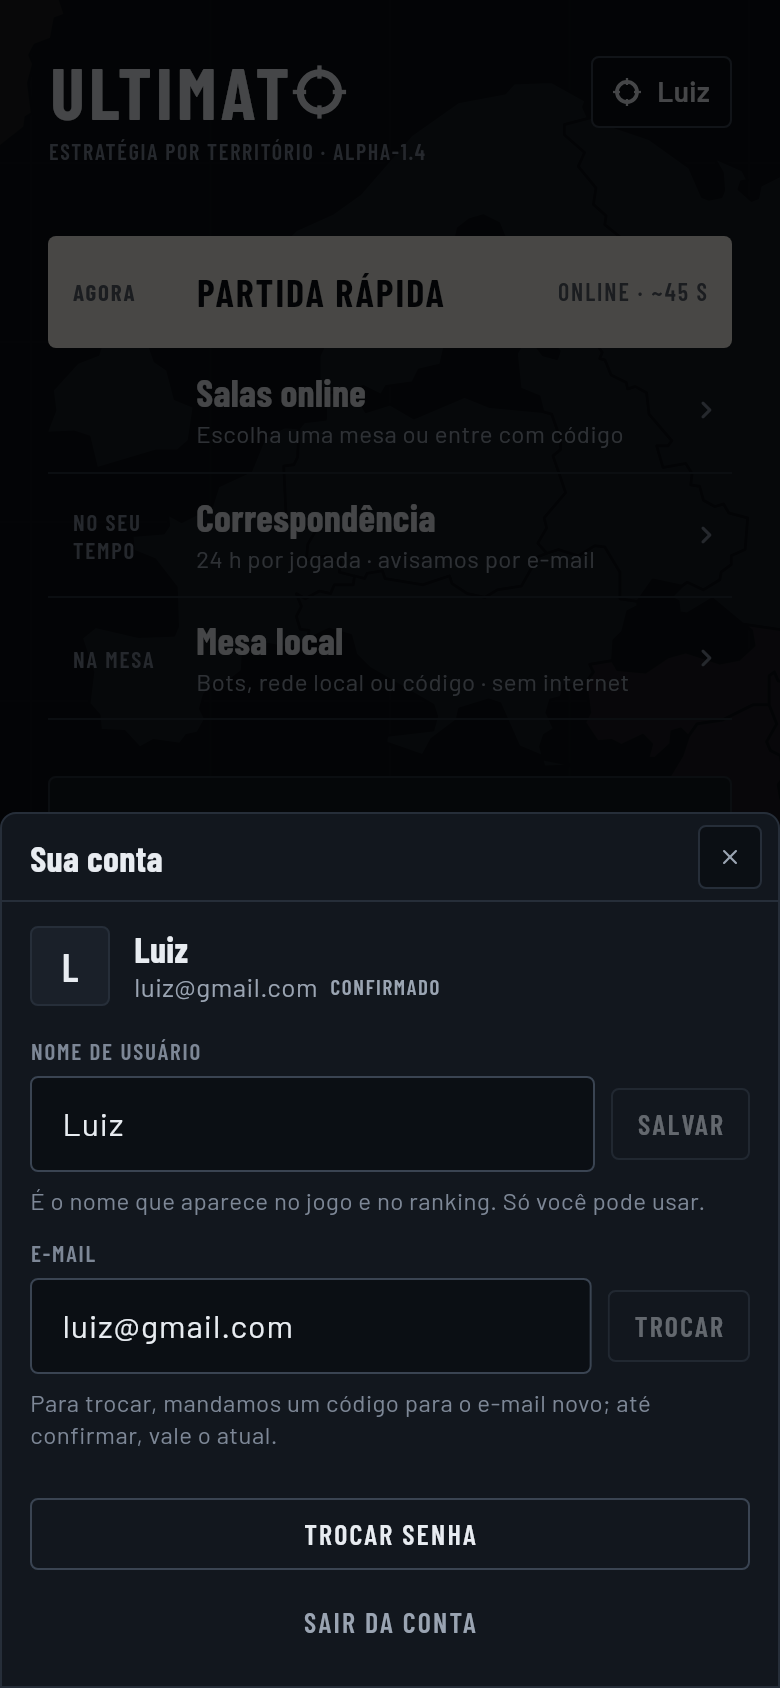 ULTIMATO
Luiz
ESTRATÉGIA POR TERRITÓRIO · ALPHA-1.4
AGORA
PARTIDA RÁPIDA
ONLINE · ~45 S
Salas online
Escolha uma mesa ou entre com código
NO SEU
TEMPO
Correspondência
24 h por jogada · avisamos por e-mail
NA MESA
Mesa local
Bots, rede local ou código · sem internet
Sua conta
×
L
Luiz
luiz@gmail.com CONFIRMADO
NOME DE USUÁRIO
Luiz
SALVAR
É o nome que aparece no jogo e no ranking. Só você pode usar.
E-MAIL
luiz@gmail.com
TROCAR
Para trocar, mandamos um código para o e-mail novo; até
confirmar, vale o atual.
TROCAR SENHA
SAIR DA CONTA